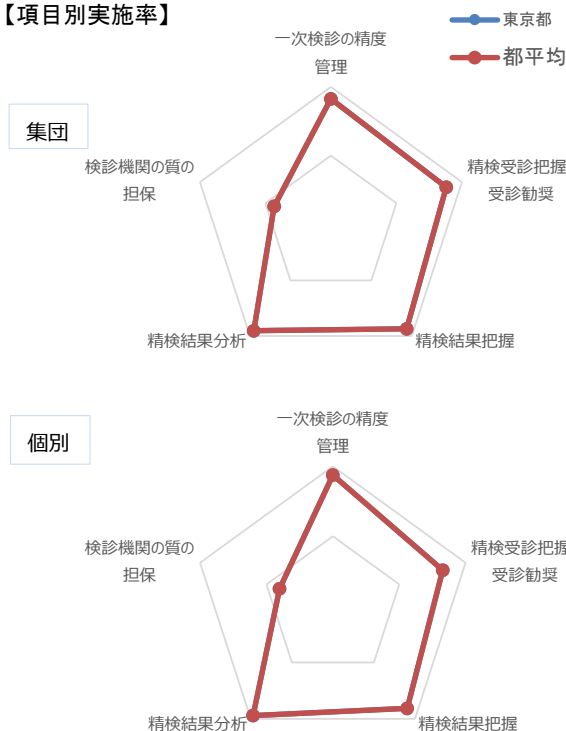 【項目別実施率】
東京都
都平均
集団
一次検診の精度
管理
精検受診把握
受診勧奨
精検結果把握
精検結果分析
検診機関の質の
担保
個別
一次検診の精度
管理
精検受診把握
受診勧奨
精検結果把握
精検結果分析
検診機関の質の
担保